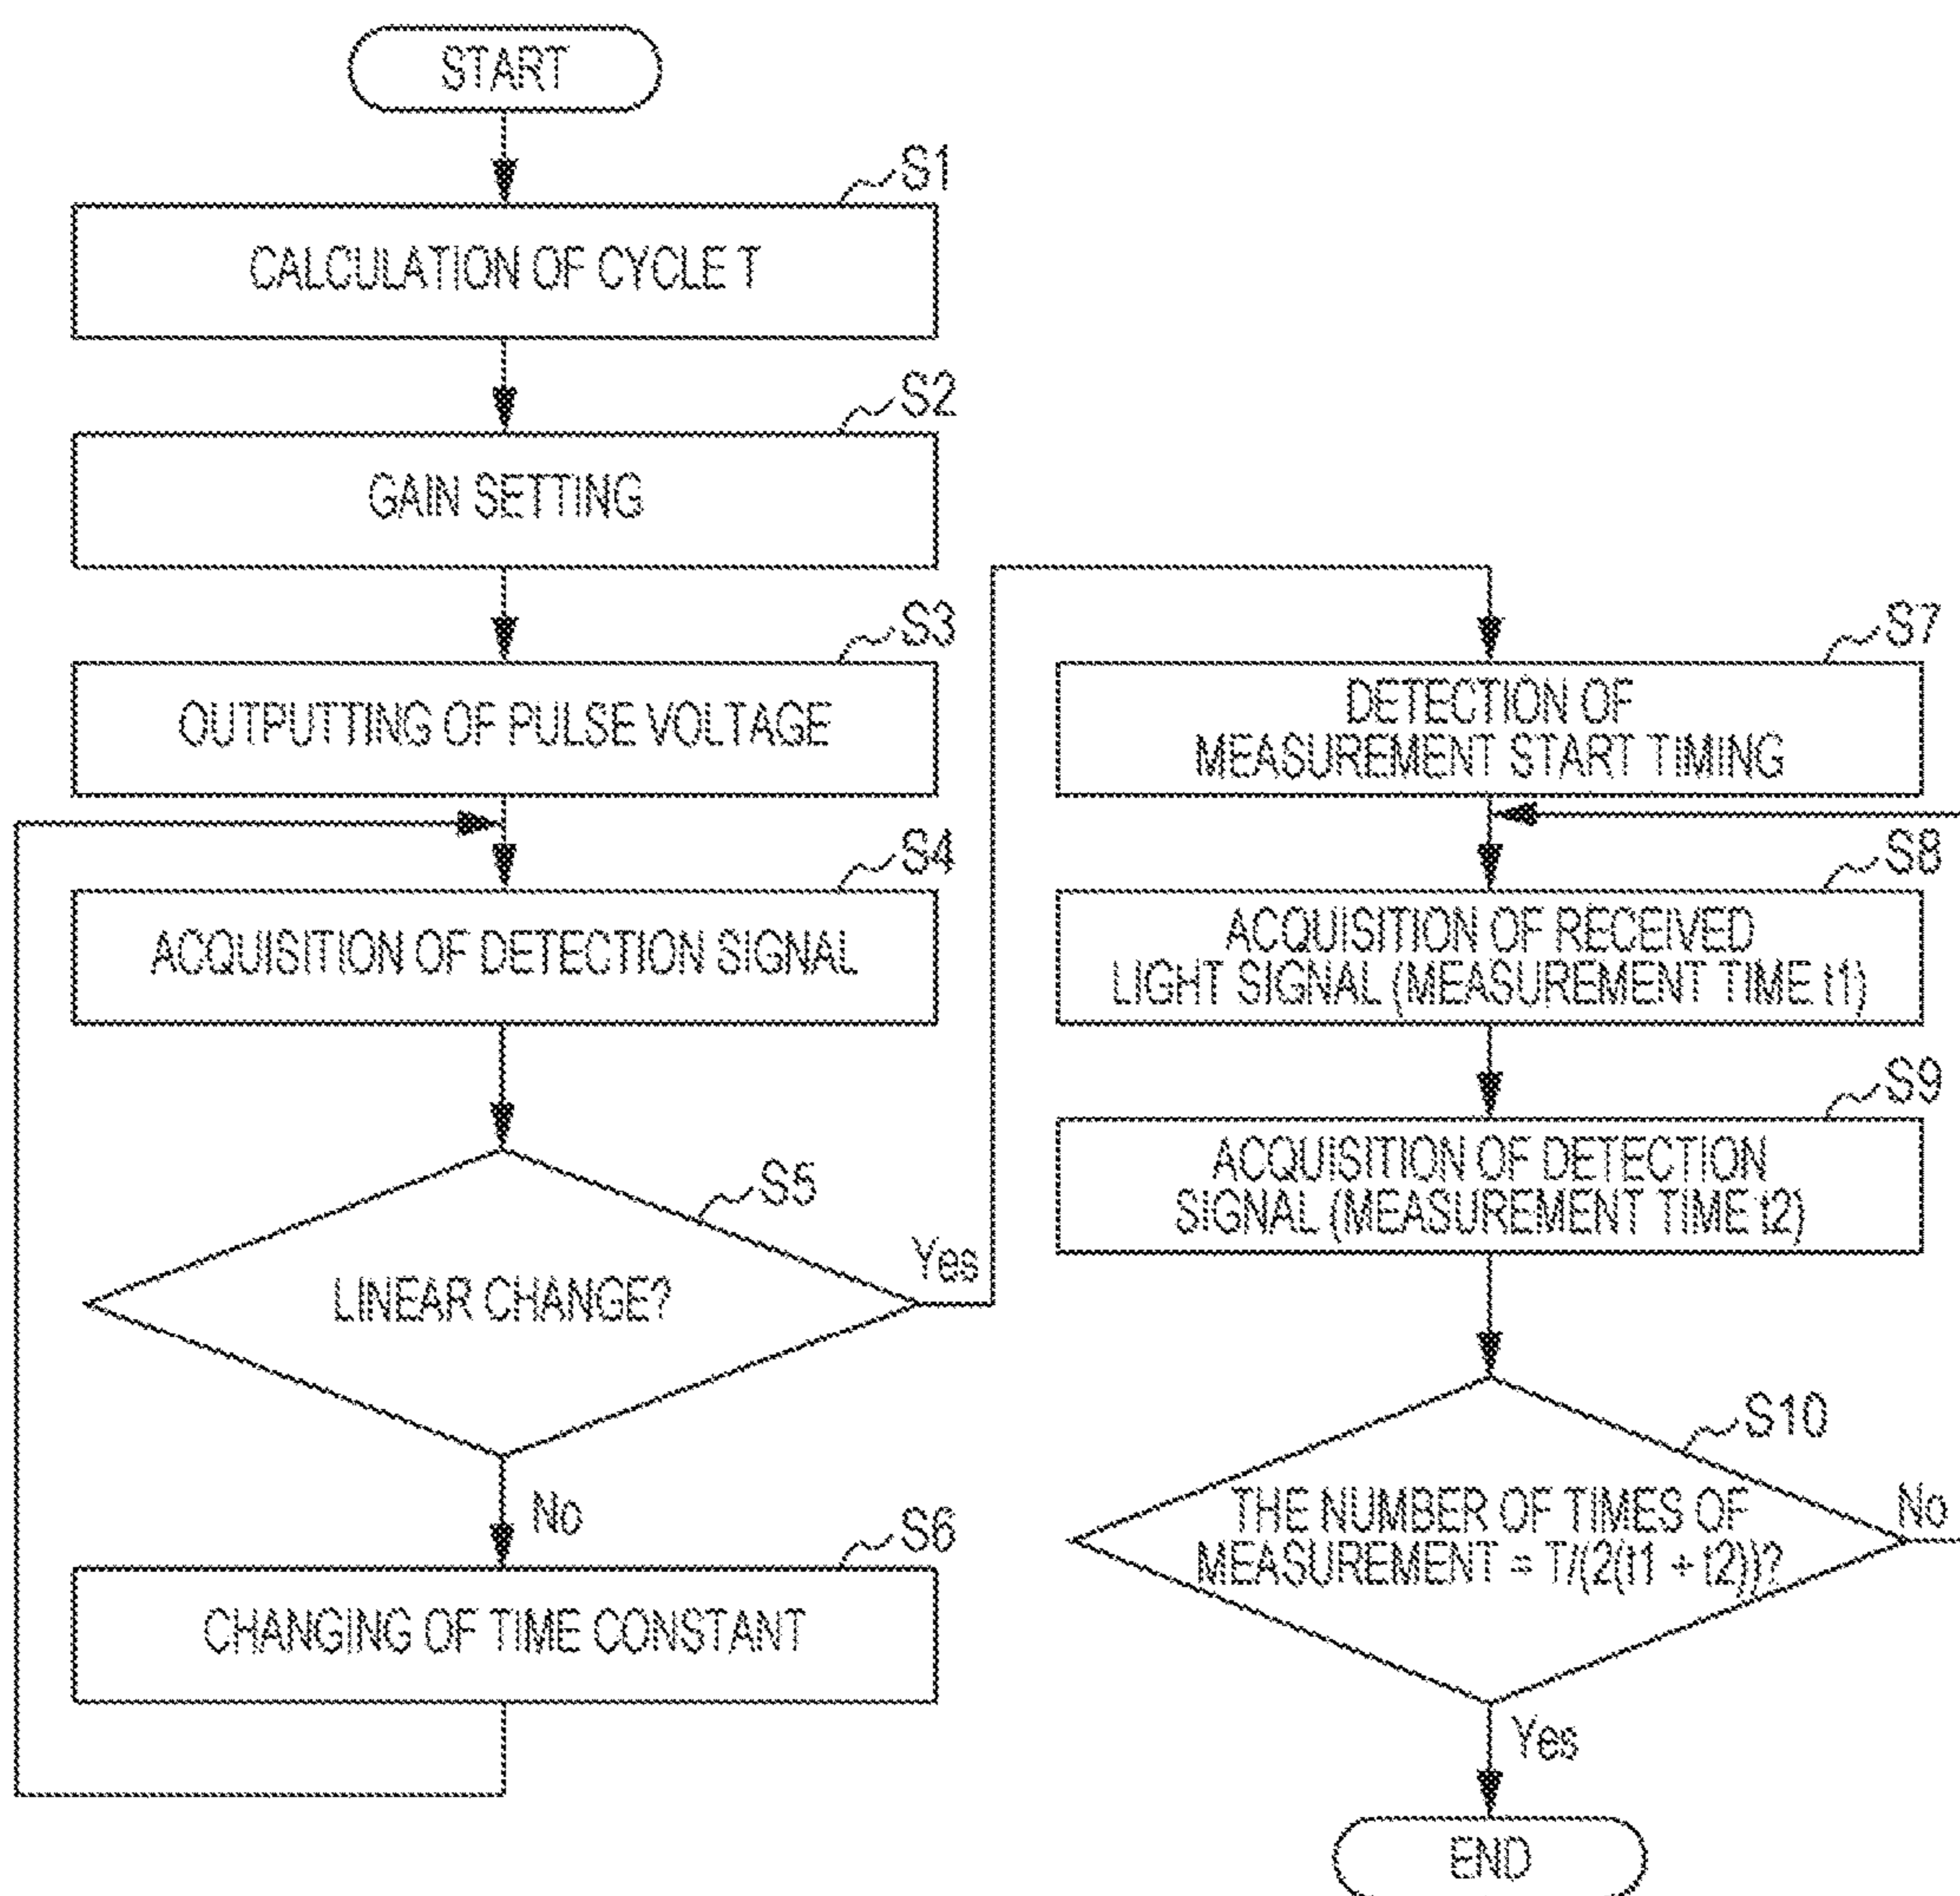 START
S1
CALCULATION OF CYCLE T
S2
GAIN SETTING
S3
OUTPUTTING OF PULSE VOLTAGE
S4
ACQUISITION OF DETECTION SIGNAL
S5
LINEAR CHANGE?
Yes
No
S6
CHANGING OF TIME CONSTANT
S7
DETECTION OF
MEASUREMENT START TIMING
S8
ACQUISITION OF RECEIVED
LIGHT SIGNAL (MEASUREMENT TIME t1)
S9
ACQUISITION OF DETECTION
SIGNAL (MEASUREMENT TIME t2)
S10
THE NUMBER OF TIMES OF
MEASUREMENT = T/(2(t1 + t2))?
No
Yes
END